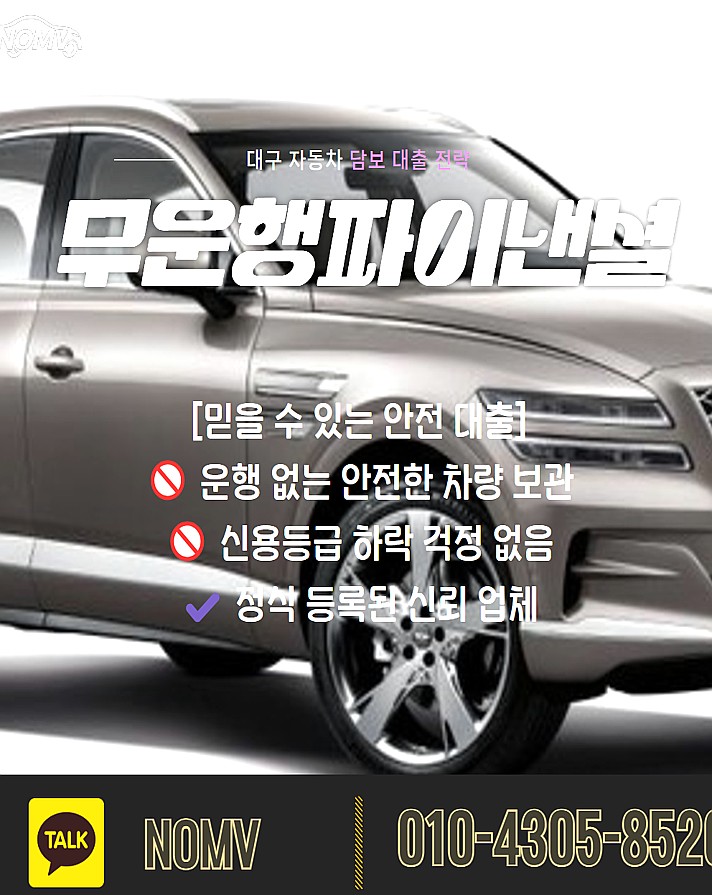 NOMV
대구 자동차 담보 대출 전략
무운행파이낸셜
[믿을 수 있는 안전 대출]
운행 없는 안전한 차량 보관
신용등급 하락 걱정 없음
정식 등록된 신뢰 업체
TALK
NOMV
010-4305-8520